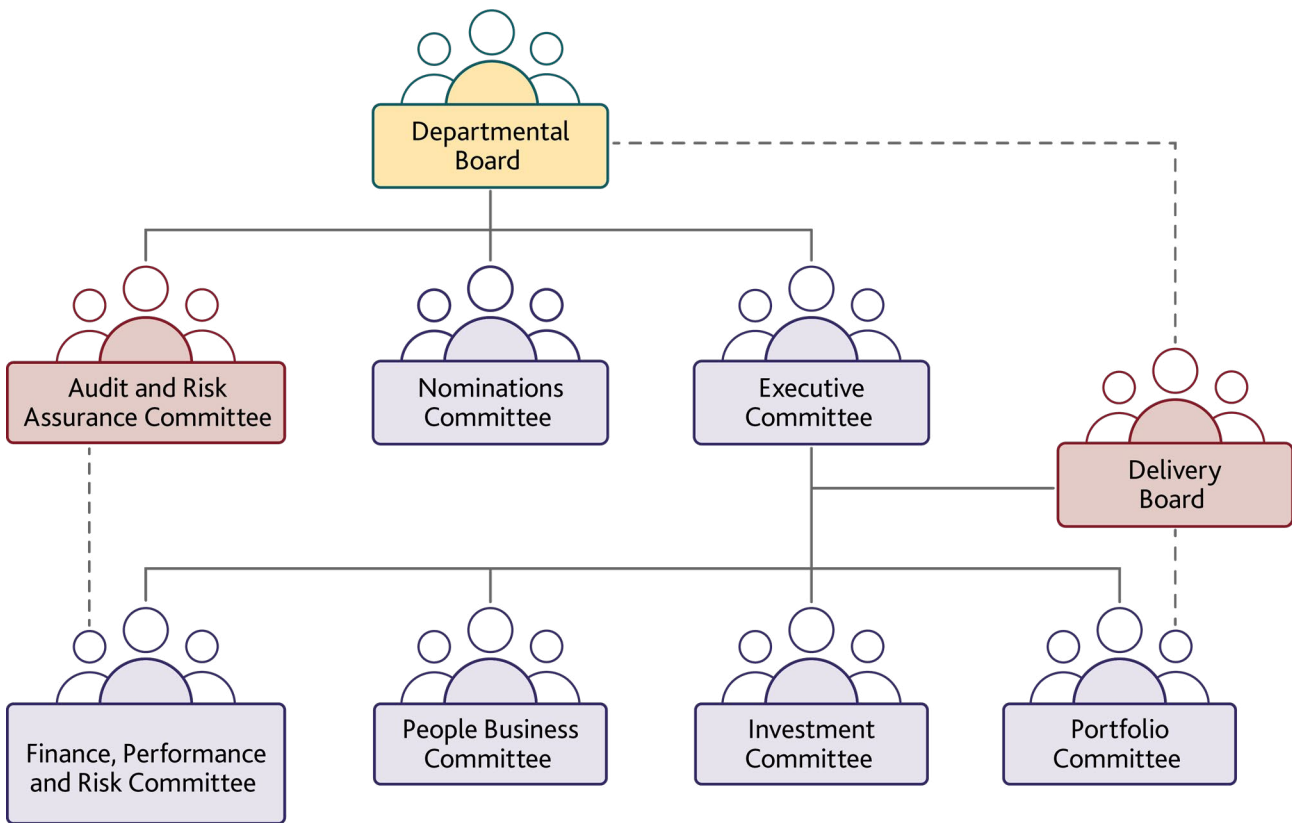 Departmental
Board
Audit and Risk
Assurance Committee
Nominations
Committee
Executive
Committee
Delivery
Board
Finance, Performance
and Risk Committee
People Business
Committee
Investment
Committee
Portfolio
Committee